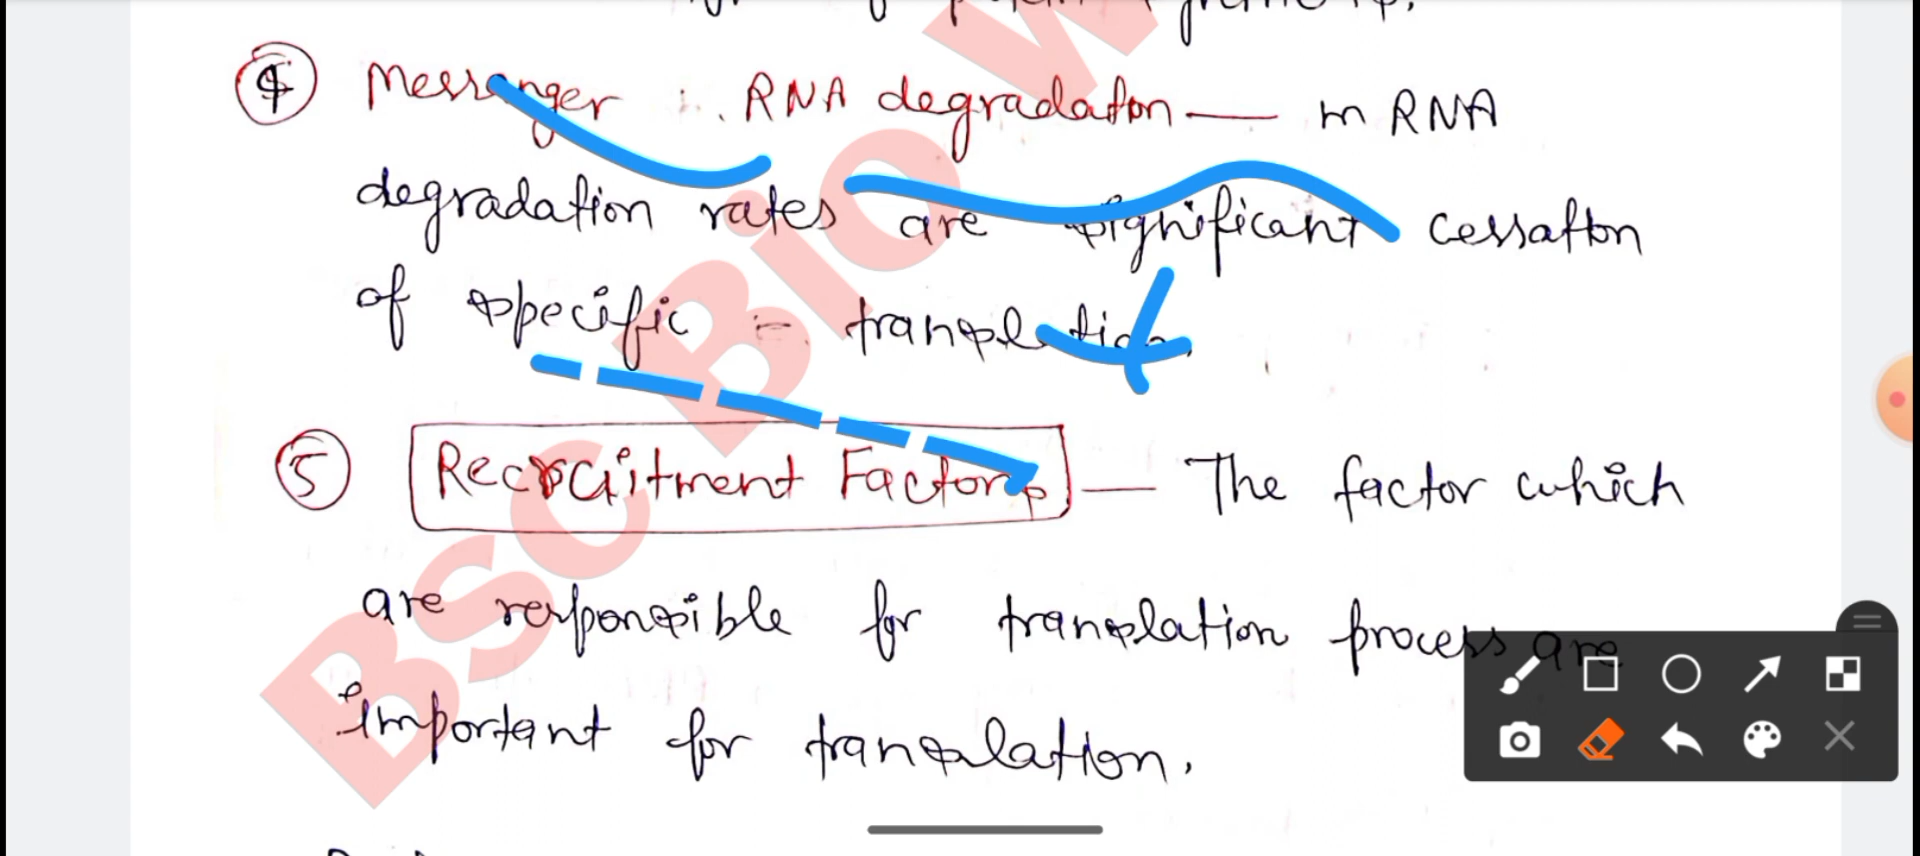 ④ Messenger RNA degradation — mRNA
degradation rates are significant cessation
of specific - translation.
⑤ Recruitment Factors — The factor which
are responsible for translation process are
important for translation.
Bsc Bio